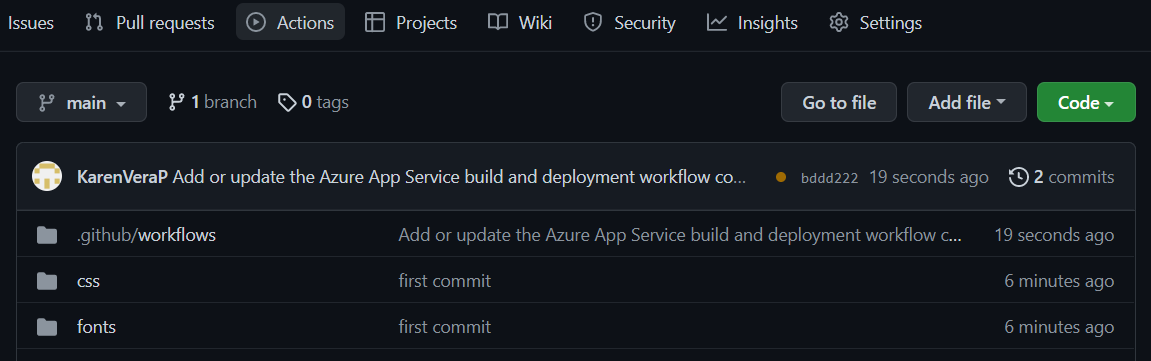 Issues Pull requests Actions Projects Wiki Security Insights Settings
main 1 branch 0 tags Go to file Add file Code
KarenVeraP Add or update the Azure App Service build and deployment workflow co... bddd222 19 seconds ago 2 commits
.github/workflows Add or update the Azure App Service build and deployment workflow c... 19 seconds ago
css first commit 6 minutes ago
fonts first commit 6 minutes ago